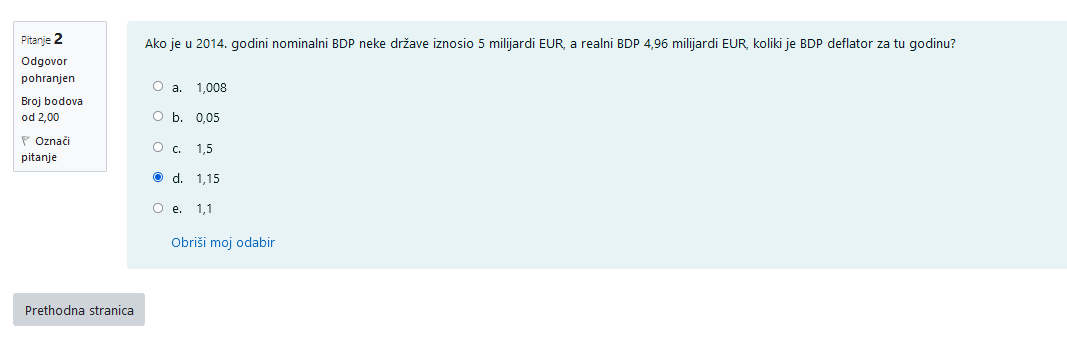 Pitanje 2
Odgovor
pohranjen
Broj bodova
od 2,00
Označi
pitanje
Ako je u 2014. godini nominalni BDP neke države iznosio 5 milijardi EUR, a realni BDP 4,96 milijardi EUR, koliki je BDP deflator za tu godinu?
a. 1,008
b. 0,05
c. 1,5
d. 1,15
e. 1,1
Obriši moj odabir
Prethodna stranica